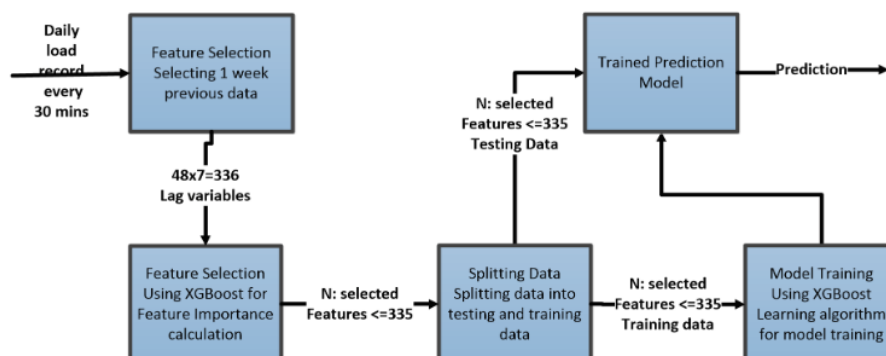 Daily
load
record
every
30 mins
Feature Selection
Selecting 1 week
previous data
48x7=336
Lag variables
Feature Selection
Using XGBoost for
Feature Importance
calculation
N: selected
Features <=335
Splitting Data
Splitting data into
testing and training
data
N: selected
Features <=335
Testing Data
N: selected
Features <=335
Training data
Model Training
Using XGBoost
Learning algorithm
for model training
Trained Prediction
Model
Prediction